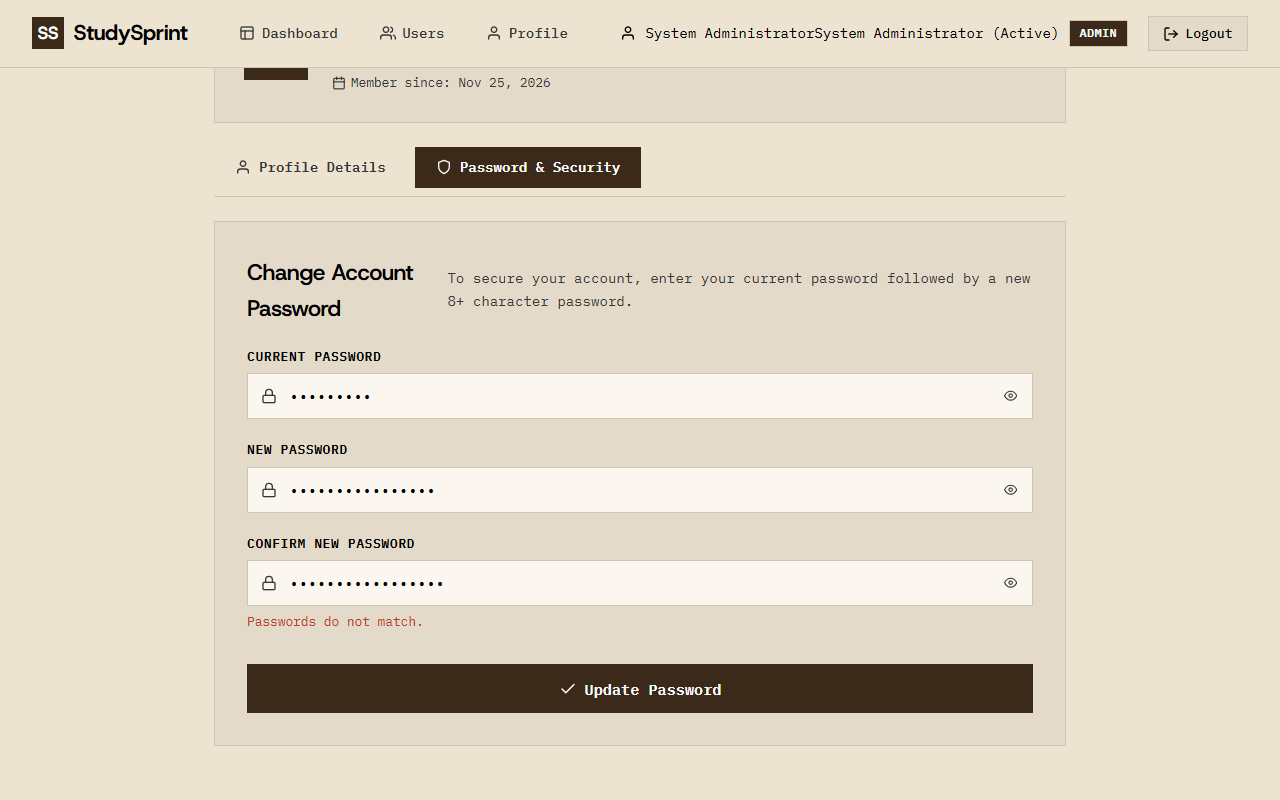 SS StudySprint Dashboard Users Profile System AdministratorSystem Administrator (Active) ADMIN Logout
Member since: Nov 25, 2026
Profile Details Password & Security
Change Account
Password
To secure your account, enter your current password followed by a new
8+ character password.
CURRENT PASSWORD
•••••••••
NEW PASSWORD
••••••••••••••••
CONFIRM NEW PASSWORD
•••••••••••••••••
Passwords do not match.
Update Password